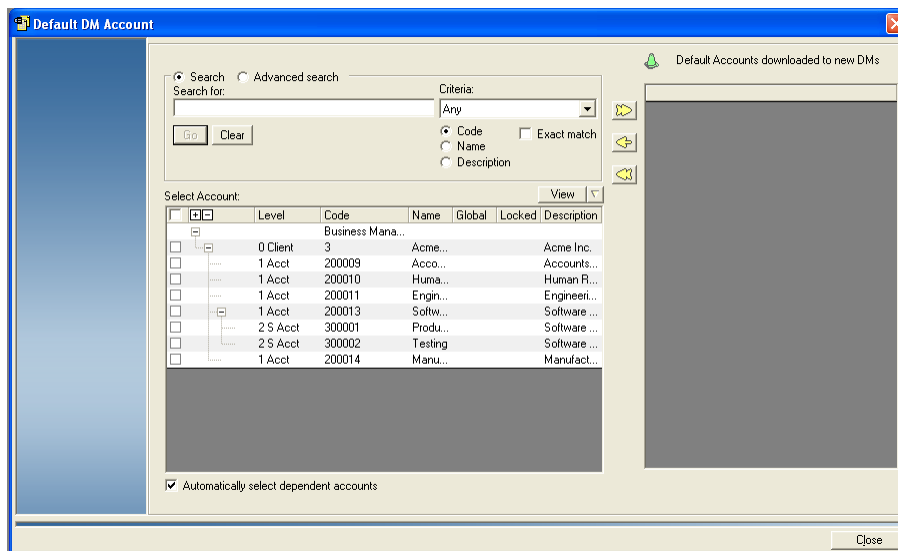 Default DM Account
Default Accounts downloaded to new DMs
Search Advanced search
Search for: Criteria:
Any
Go Clear
Code Exact match
Name
Description
Select Account: View
Level Code Name Global Locked Description
Business Mana...
0 Client 3 Acme... Acme Inc.
1 Acct 200009 Acco... Accounts...
1 Acct 200010 Huma... Human R...
1 Acct 200011 Engin... Engineeri...
1 Acct 200013 Softw... Software ...
2 S Acct 300001 Produ... Software ...
2 S Acct 300002 Testing Software ...
1 Acct 200014 Manu... Manufact...
Automatically select dependent accounts
Close